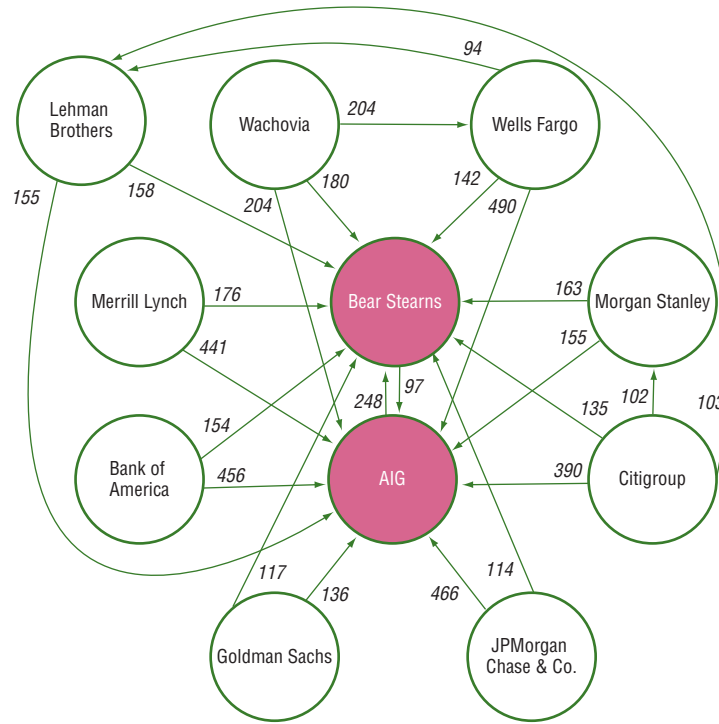 94
Lehman
Brothers
Wachovia
204
Wells Fargo
155
158
180
204
142
490
Merrill Lynch
176
Bear Stearns
163
Morgan Stanley
441
155
97
248
154
135
102
103
Bank of
America
456
AIG
390
Citigroup
117
136
466
114
Goldman Sachs
JPMorgan
Chase & Co.